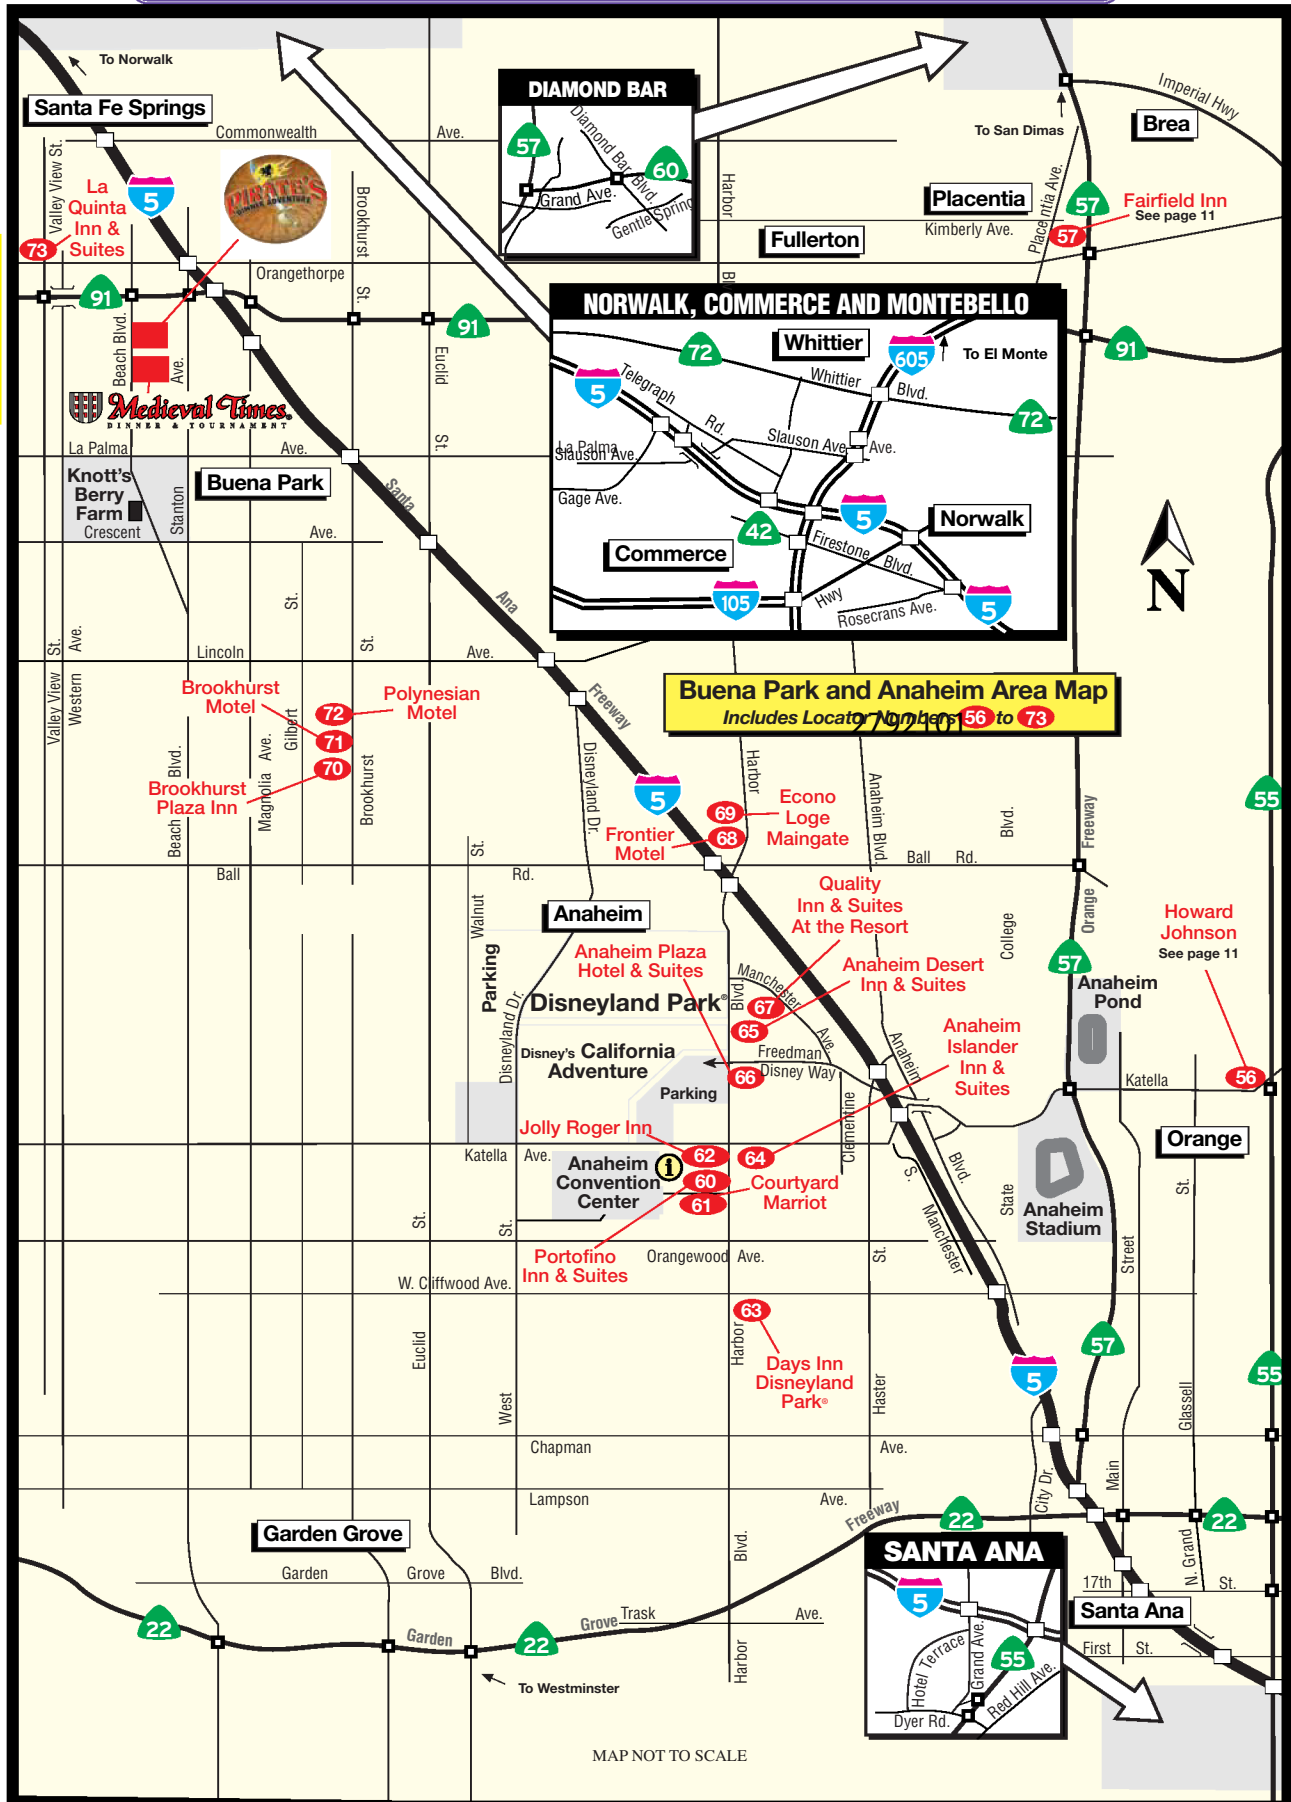 To Norwalk
Santa Fe Springs
Commonwealth
Ave.
Valley View St.
La
Quinta
Inn &
Suites
73
5
PIRATE'S
DINNER ADVENTURE
Brookhurst
St.
Orangethorpe
91
91
Beach Blvd.
Ave.
Medieval Times
DINNER & TOURNAMENT
Euclid
St.
La Palma
Ave.
Knott's
Berry
Farm
Crescent
Stanton
Buena Park
Ave.
DIAMOND BAR
57
Diamond Bar Blvd.
60
Grand Ave.
Gentle Spring
Harbor
Blvd.
To San Dimas
Imperial Hwy
Brea
Placentia
Placentia Ave.
57
Fairfield Inn
See page 11
57
Kimberly Ave.
Fullerton
91
NORWALK, COMMERCE AND MONTEBELLO
72
Whittier
605
To El Monte
5
Telegraph
Rd.
Whittier
Blvd.
72
Slauson Ave.
Ave.
La Palma
Slauson Ave.
Gage Ave.
42
5
Norwalk
Commerce
Firestone
Blvd.
105
Hwy
Rosecrans Ave.
5
N
Santa
Ana
Freeway
St.
St.
Lincoln
Ave.
St.
Ave.
Valley View
Western
Brookhurst
Motel
72
Polynesian
Motel
71
70
Brookhurst
Plaza Inn
Gilbert
Beach Blvd.
Magnolia Ave.
Brookhurst
Buena Park and Anaheim Area Map
Includes Locator Numbers 56 to 73
2792101
Disneyland Dr.
5
Harbor
69
Econo
Loge
Maingate
Frontier
Motel
68
Anaheim Blvd.
Blvd.
Freeway
55
Ball
Rd.
Ball
Rd.
St.
Walnut
Anaheim
Quality
Inn & Suites
At the Resort
College
Orange
57
Howard
Johnson
See page 11
Parking
Anaheim Plaza
Hotel & Suites
Manchester
Ave.
Anaheim Desert
Inn & Suites
Disneyland Park®
Blvd.
67
65
Anaheim
Pond
Disneyland Dr.
Disney's California
Adventure
Freedman
Disney Way
66
Parking
Anaheim
Anaheim
Islander
Inn &
Suites
Katella
56
Clementine
Jolly Roger Inn
Katella
Ave.
62
64
Anaheim
Convention
Center
i
60
61
Courtyard
Marriot
S.
Manchester
Blvd.
State
Anaheim
Stadium
Orange
St.
St.
St.
Portofino
Inn & Suites
Orangewood Ave.
St.
Street
W. Cliffwood Ave.
63
Euclid
Harbor
Days Inn
Disneyland
Park®
West
Haster
5
57
55
Glassell
Chapman
Ave.
Lampson
Ave.
City Dr.
Main
Garden Grove
Freeway
22
22
Garden
Grove
Blvd.
Blvd.
22
Garden
22
Grove
Trask
Ave.
To Westminster
Harbor
SANTA ANA
5
Hotel Terrace
Grand Ave.
55
Red Hill Ave.
Dyer Rd.
17th
St.
N. Grand
Santa Ana
First
St.
MAP NOT TO SCALE